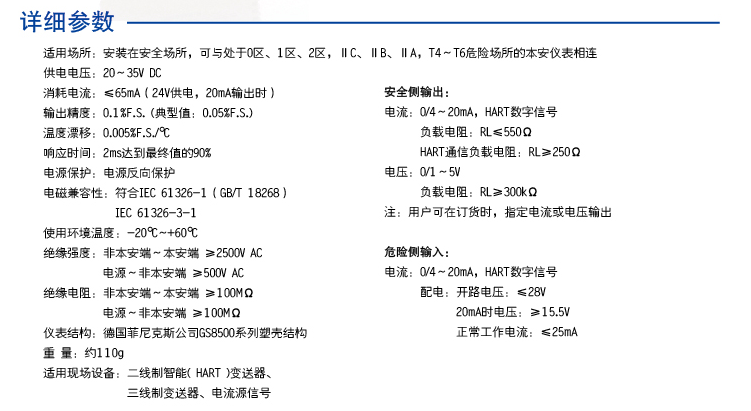 详细参数
适用场所：安装在安全场所，可与处于0区、1区、2区，ⅡC、ⅡB、ⅡA，T4～T6危险场所的本安仪表相连
供电电压：20～35V DC
消耗电流：≤65mA（24V供电，20mA输出时）
输出精度：0.1%F.S.（典型值：0.05%F.S.）
温度漂移：0.005%F.S./℃
响应时间：2ms达到最终值的90%
电源保护：电源反向保护
电磁兼容性：符合IEC 61326-1（GB/T 18268）
IEC 61326-3-1
使用环境温度：-20℃~+60℃
绝缘强度：非本安端～本安端 ≥2500V AC
电源～非本安端 ≥500V AC
绝缘电阻：非本安端～本安端 ≥100MΩ
电源～非本安端 ≥100MΩ
仪表结构：德国菲尼克斯公司GS8500系列塑壳结构
重 量：约110g
适用现场设备：二线制智能( HART )变送器、
三线制变送器、电流源信号
安全侧输出：
电流：0/4～20mA，HART数字信号
负载电阻：RL≤550Ω
HART通信负载电阻：RL≥250Ω
电压：0/1～5V
负载电阻：RL≥300kΩ
注：用户可在订货时，指定电流或电压输出
危险侧输入：
电流：0/4～20mA，HART数字信号
配电：开路电压：≤28V
20mA时电压：≥15.5V
正常工作电流：≤25mA